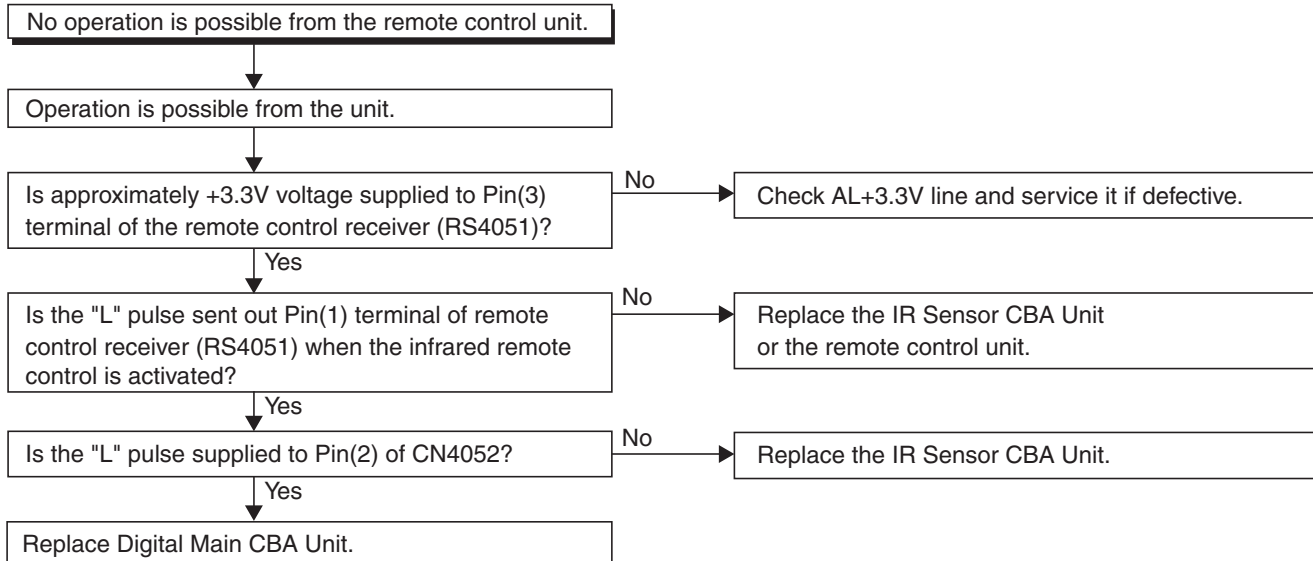 No operation is possible from the remote control unit.
Operation is possible from the unit.
Is approximately +3.3V voltage supplied to Pin(3)
terminal of the remote control receiver (RS4051)?
No
Check AL+3.3V line and service it if defective.
Yes
Is the "L" pulse sent out Pin(1) terminal of remote
control receiver (RS4051) when the infrared remote
control is activated?
No
Replace the IR Sensor CBA Unit
or the remote control unit.
Yes
Is the "L" pulse supplied to Pin(2) of CN4052?
No
Replace the IR Sensor CBA Unit.
Yes
Replace Digital Main CBA Unit.